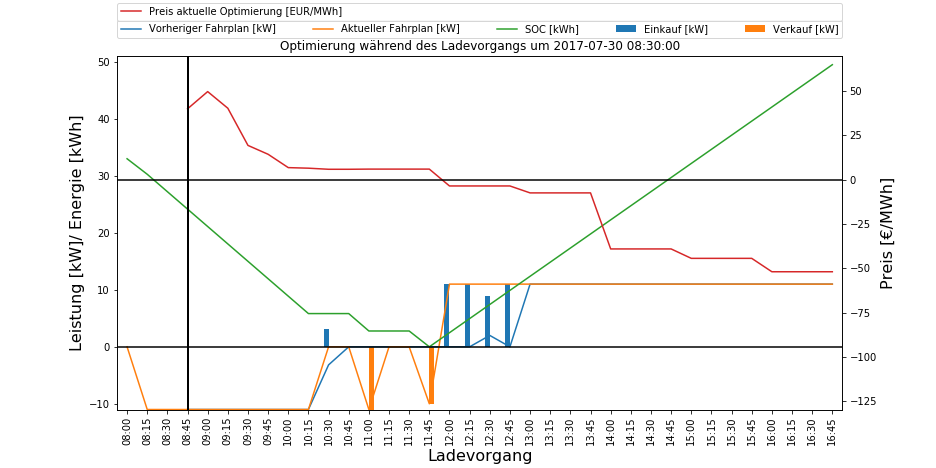 Preis aktuelle Optimierung [EUR/MWh]
Vorheriger Fahrplan [kW] Aktueller Fahrplan [kW] SOC [kWh] Einkauf [kW] Verkauf [kW]
Optimierung während des Ladevorgangs um 2017-07-30 08:30:00
Leistung [kW]/ Energie [kWh]
50
40
30
20
10
0
−10
50
25
0
−25
−50
−75
−100
−125
Preis [€/MWh]
08:00 08:15 08:30 08:45 09:00 09:15 09:30 09:45 10:00 10:15 10:30 10:45 11:00 11:15 11:30 11:45 12:00 12:15 12:30 12:45 13:00 13:15 13:30 13:45 14:00 14:15 14:30 14:45 15:00 15:15 15:30 15:45 16:00 16:15 16:30 16:45
Ladevorgang